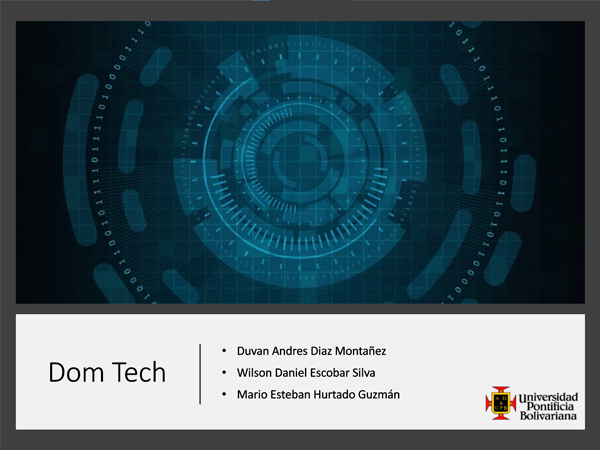 Dom Tech
• Duvan Andres Diaz Montañez
• Wilson Daniel Escobar Silva
• Mario Esteban Hurtado Guzmán
Universidad
Pontificia
Bolivariana